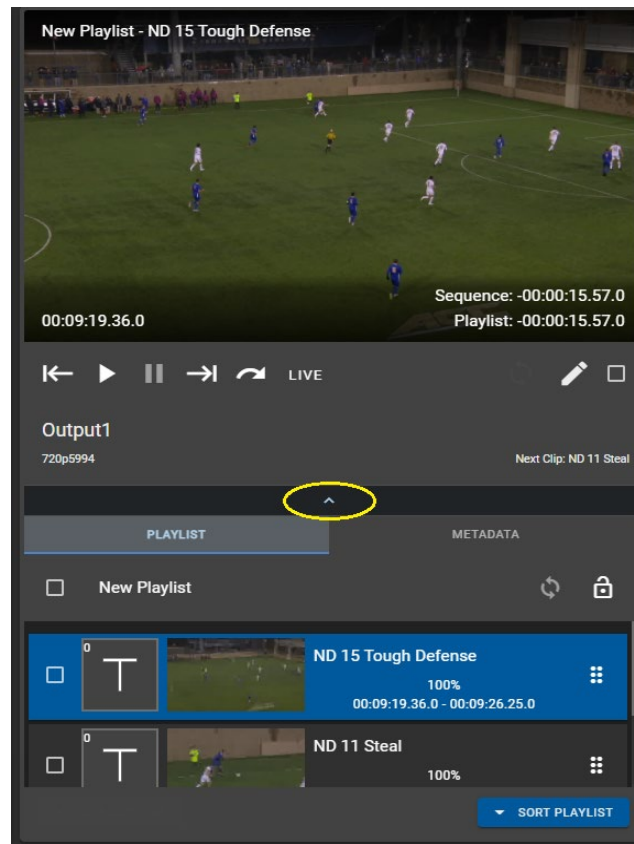 New Playlist - ND 15 Tough Defense
Sequence: -00:00:15.57.0
00:09:19.36.0
Playlist: -00:00:15.57.0
LIVE
Output1
720p5994
Next Clip: ND 11 Steal
PLAYLIST
METADATA
New Playlist
0
ND 15 Tough Defense
100%
00:09:19.36.0 - 00:09:26.25.0
0
ND 11 Steal
100%
SORT PLAYLIST